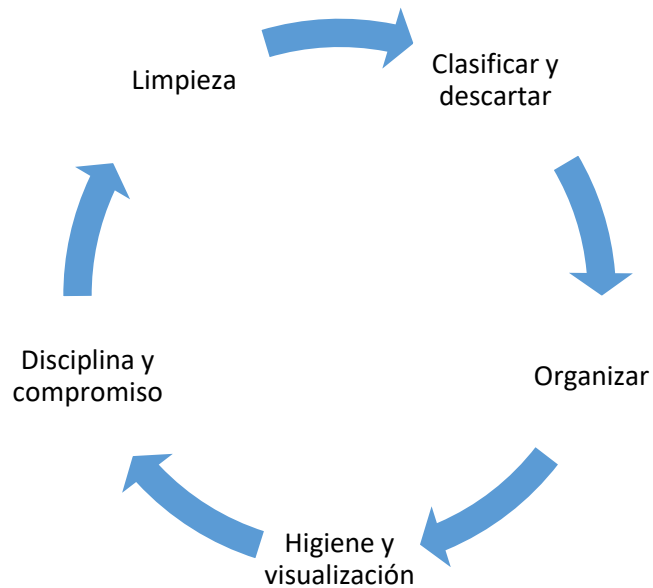 Limpieza
Clasificar y
descartar
Organizar
Higiene y
visualización
Disciplina y
compromiso